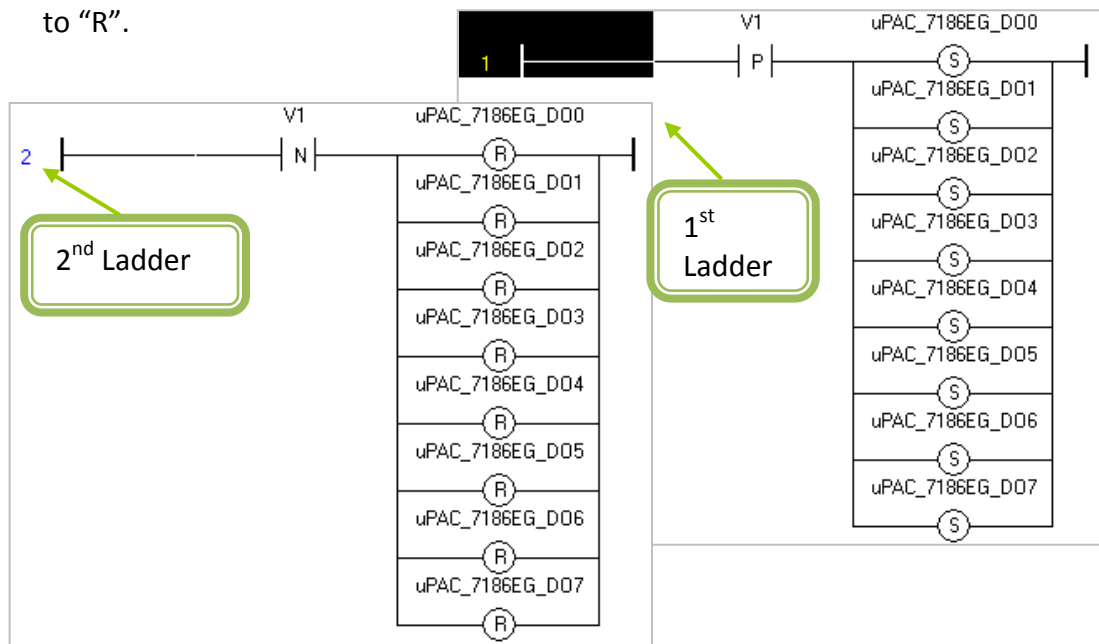 to “R”.
V1 uPAC_7186EG_DO0
1 P S
uPAC_7186EG_DO1
S
uPAC_7186EG_DO2
S
uPAC_7186EG_DO3
S
uPAC_7186EG_DO4
S
uPAC_7186EG_DO5
S
uPAC_7186EG_DO6
S
uPAC_7186EG_DO7
S
1st
Ladder
V1 uPAC_7186EG_DO0
2 N R
uPAC_7186EG_DO1
R
uPAC_7186EG_DO2
R
uPAC_7186EG_DO3
R
uPAC_7186EG_DO4
R
uPAC_7186EG_DO5
R
uPAC_7186EG_DO6
R
uPAC_7186EG_DO7
R
2nd Ladder